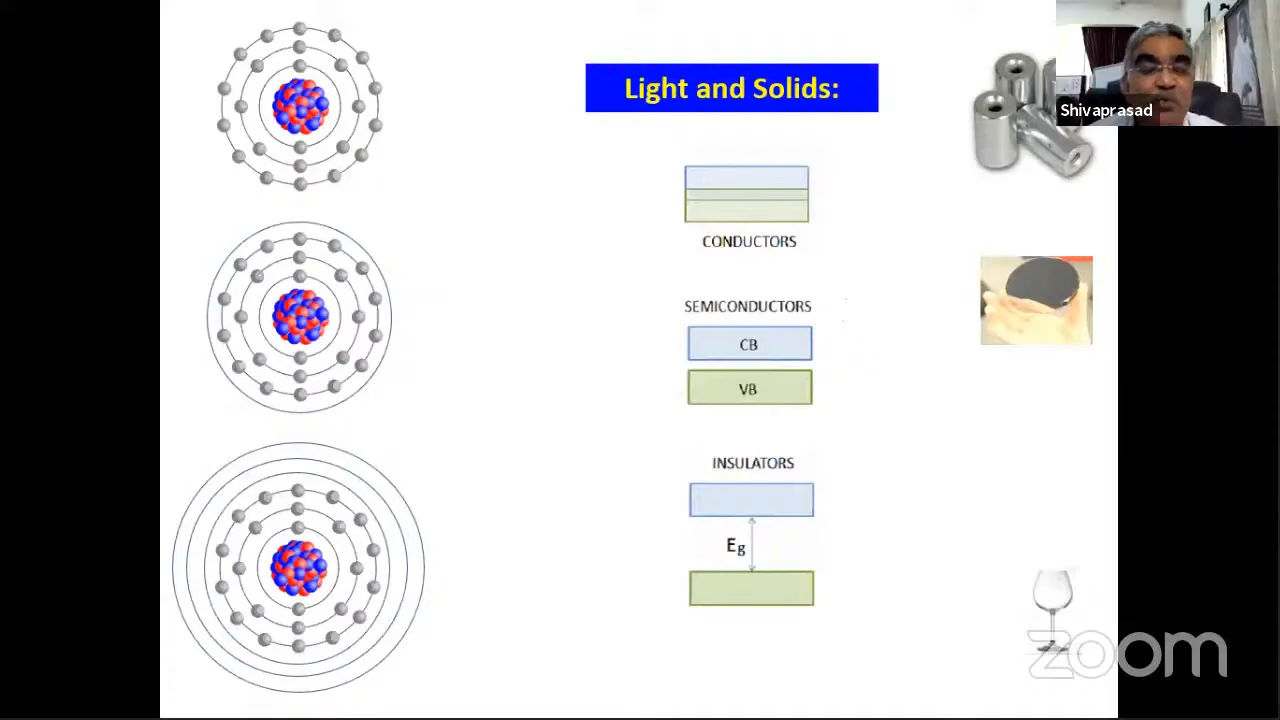 Light and Solids:
Shivaprasad
CONDUCTORS
SEMICONDUCTORS
CB
VB
INSULATORS
Eg
zoom